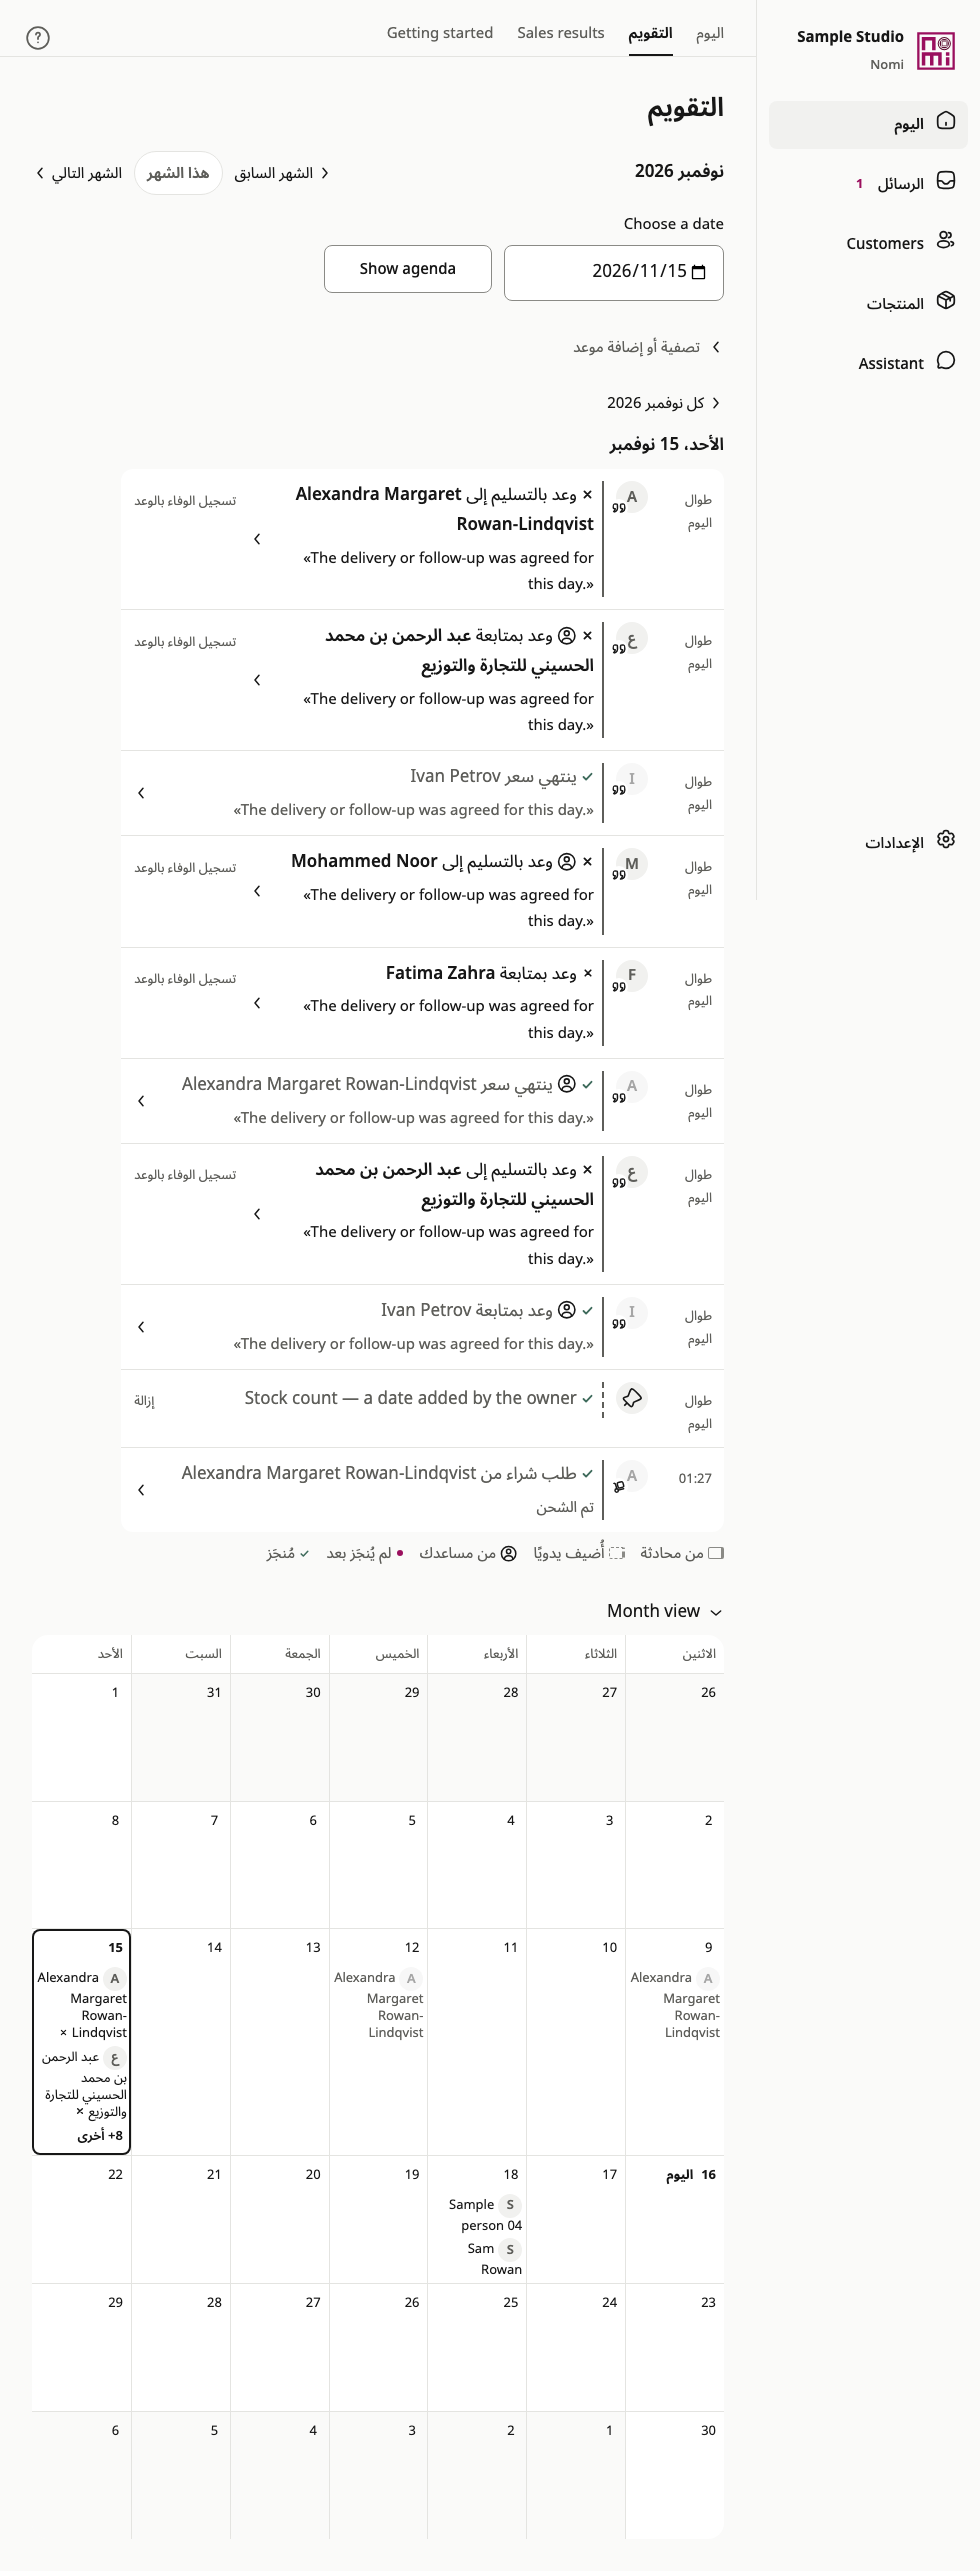 Sample Studio
Nomi
اليوم
الرسائل 1
Customers
المنتجات
Assistant
الإعدادات
اليوم
التقويم
Sales results
Getting started
التقويم
نوفمبر 2026
الشهر السابق
هذا الشهر
الشهر التالي
Choose a date
2026/11/15
Show agenda
تصفية أو إضافة موعد
كل نوفمبر 2026
الأحد، 15 نوفمبر
طوال
اليوم
A
× وعد بالتسليم إلى Alexandra Margaret
Rowan-Lindqvist
«The delivery or follow-up was agreed for
this day.»
تسجيل الوفاء بالوعد
طوال
اليوم
ع
× وعد بمتابعة عبد الرحمن بن محمد
الحسيني للتجارة والتوزيع
«The delivery or follow-up was agreed for
this day.»
تسجيل الوفاء بالوعد
طوال
اليوم
I
✓ ينتهي سعر Ivan Petrov
«The delivery or follow-up was agreed for this day.»
طوال
اليوم
M
× وعد بالتسليم إلى Mohammed Noor
«The delivery or follow-up was agreed for
this day.»
تسجيل الوفاء بالوعد
طوال
اليوم
F
× وعد بمتابعة Fatima Zahra
«The delivery or follow-up was agreed for
this day.»
تسجيل الوفاء بالوعد
طوال
اليوم
A
✓ ينتهي سعر Alexandra Margaret Rowan-Lindqvist
«The delivery or follow-up was agreed for this day.»
طوال
اليوم
ع
× وعد بالتسليم إلى عبد الرحمن بن محمد
الحسيني للتجارة والتوزيع
«The delivery or follow-up was agreed for
this day.»
تسجيل الوفاء بالوعد
طوال
اليوم
I
✓ وعد بمتابعة Ivan Petrov
«The delivery or follow-up was agreed for this day.»
طوال
اليوم
✓ Stock count — a date added by the owner
إزالة
01:27
A
✓ طلب شراء من Alexandra Margaret Rowan-Lindqvist
تم الشحن
من محادثة
أُضيف يدويًا
من مساعدك
لم يُنجَز بعد
✓ مُنجَز
Month view
الاثنين الثلاثاء الأربعاء الخميس الجمعة السبت الأحد
26 27 28 29 30 31 1
2 3 4 5 6 7 8
9 10 11 12 13 14 15
A Alexandra
Margaret
Rowan-
Lindqvist
A Alexandra
Margaret
Rowan-
Lindqvist
A Alexandra
Margaret
Rowan-
Lindqvist ×
ع عبد الرحمن
بن محمد
الحسيني للتجارة
والتوزيع ×
8+ أخرى
16 اليوم 17 18 19 20 21 22
S Sample
person 04
S Sam
Rowan
23 24 25 26 27 28 29
30 1 2 3 4 5 6